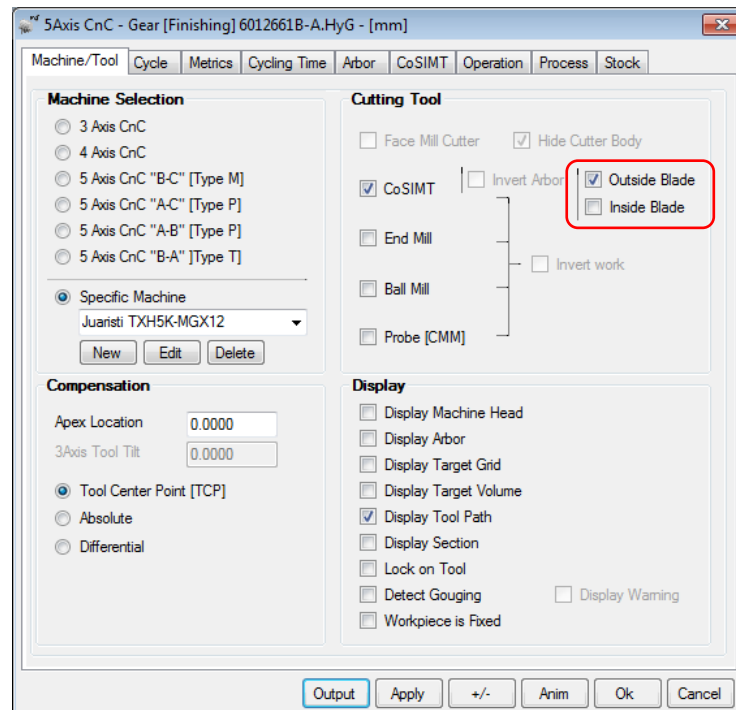 5Axis CnC - Gear [Finishing] 6012661B-A.HyG - [mm]
Machine/Tool Cycle Metrics Cycling Time Arbor CoSIMT Operation Process Stock
Machine Selection
3 Axis CnC
4 Axis CnC
5 Axis CnC "B-C" [Type M]
5 Axis CnC "A-C" [Type P]
5 Axis CnC "A-B" [Type P]
5 Axis CnC "B-A" ]Type T]
Specific Machine
Juaristi TXH5K-MGX12
New Edit Delete
Cutting Tool
Face Mill Cutter Hide Cutter Body
CoSIMT Invert Arbor Outside Blade
Inside Blade
End Mill
Invert work
Ball Mill
Probe [CMM]
Compensation
Apex Location 0.0000
3Axis Tool Tilt 0.0000
Tool Center Point [TCP]
Absolute
Differential
Display
Display Machine Head
Display Arbor
Display Target Grid
Display Target Volume
Display Tool Path
Display Section
Lock on Tool
Detect Gouging Display Warning
Workpiece is Fixed
Output Apply +/- Anim Ok Cancel